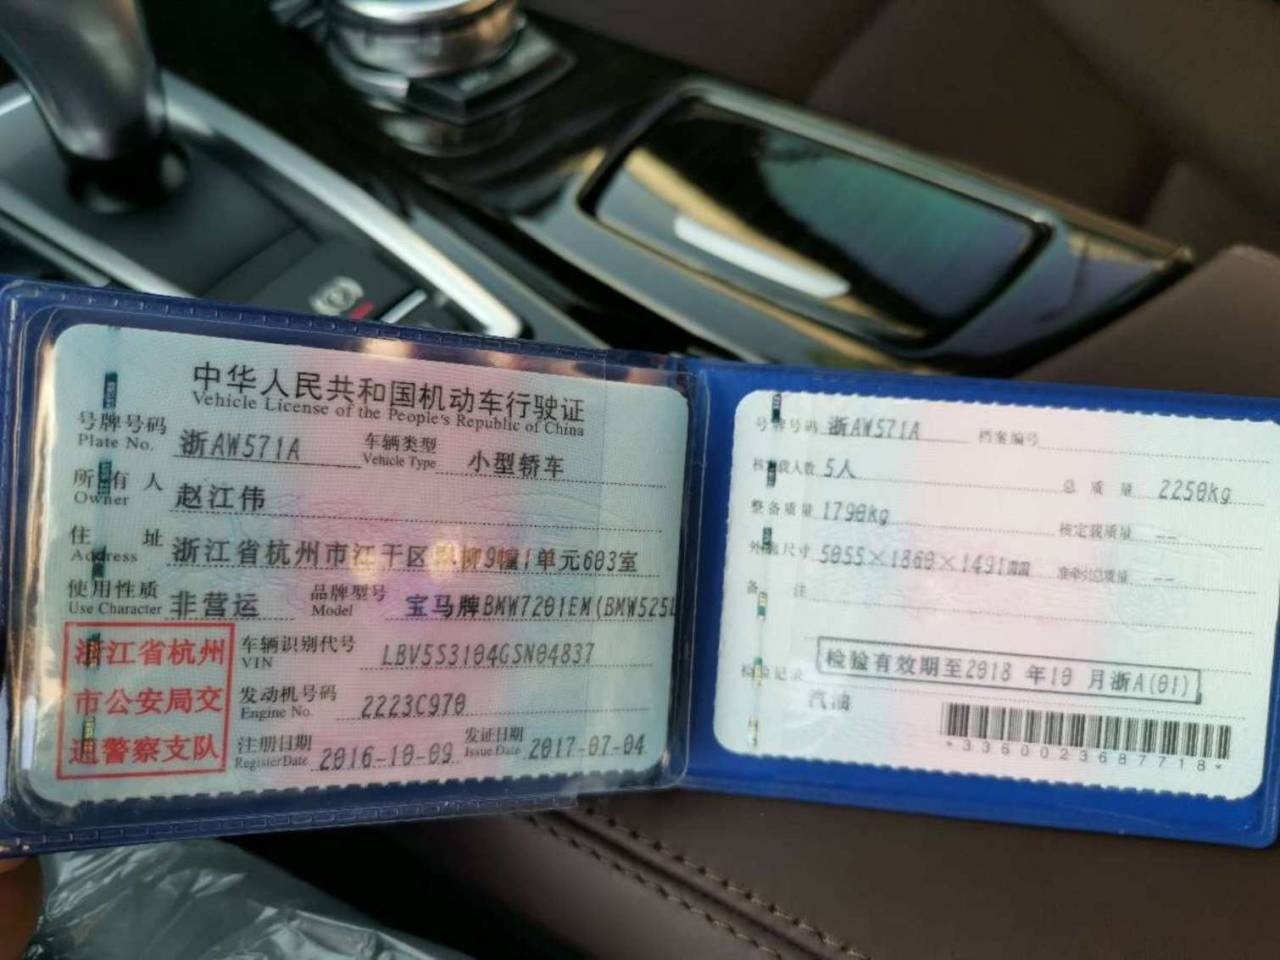 中华人民共和国机动车行驶证
Vehicle License of the People's Republic of China
号牌号码 浙AW571A 车辆类型 小型轿车
Plate No. Vehicle Type
所有人 赵江伟
Owner
住址 浙江省杭州市江干区 柳9幢1单元603室
Address
使用性质 非营运 品牌型号 宝马牌BMW7201EM(BMW525L
Use Character Model
浙江省杭州
市公安局交
通警察支队
车辆识别代号 LBV5S3104GSN04837
VIN
发动机号码 2223C970
Engine No.
注册日期 2016-10-09 发证日期 2017-07-04
Register Date Issue Date
号牌号码 浙AW571A 档案编号
核定载人数 5人 总质量 2250kg
整备质量 1790kg 核定载质量 --
外廓尺寸 5055×1860×1491mm 准牵引总质量 --
备注
检验记录 检验有效期至2018 年10 月浙A(01)
汽油
*3360023687718*